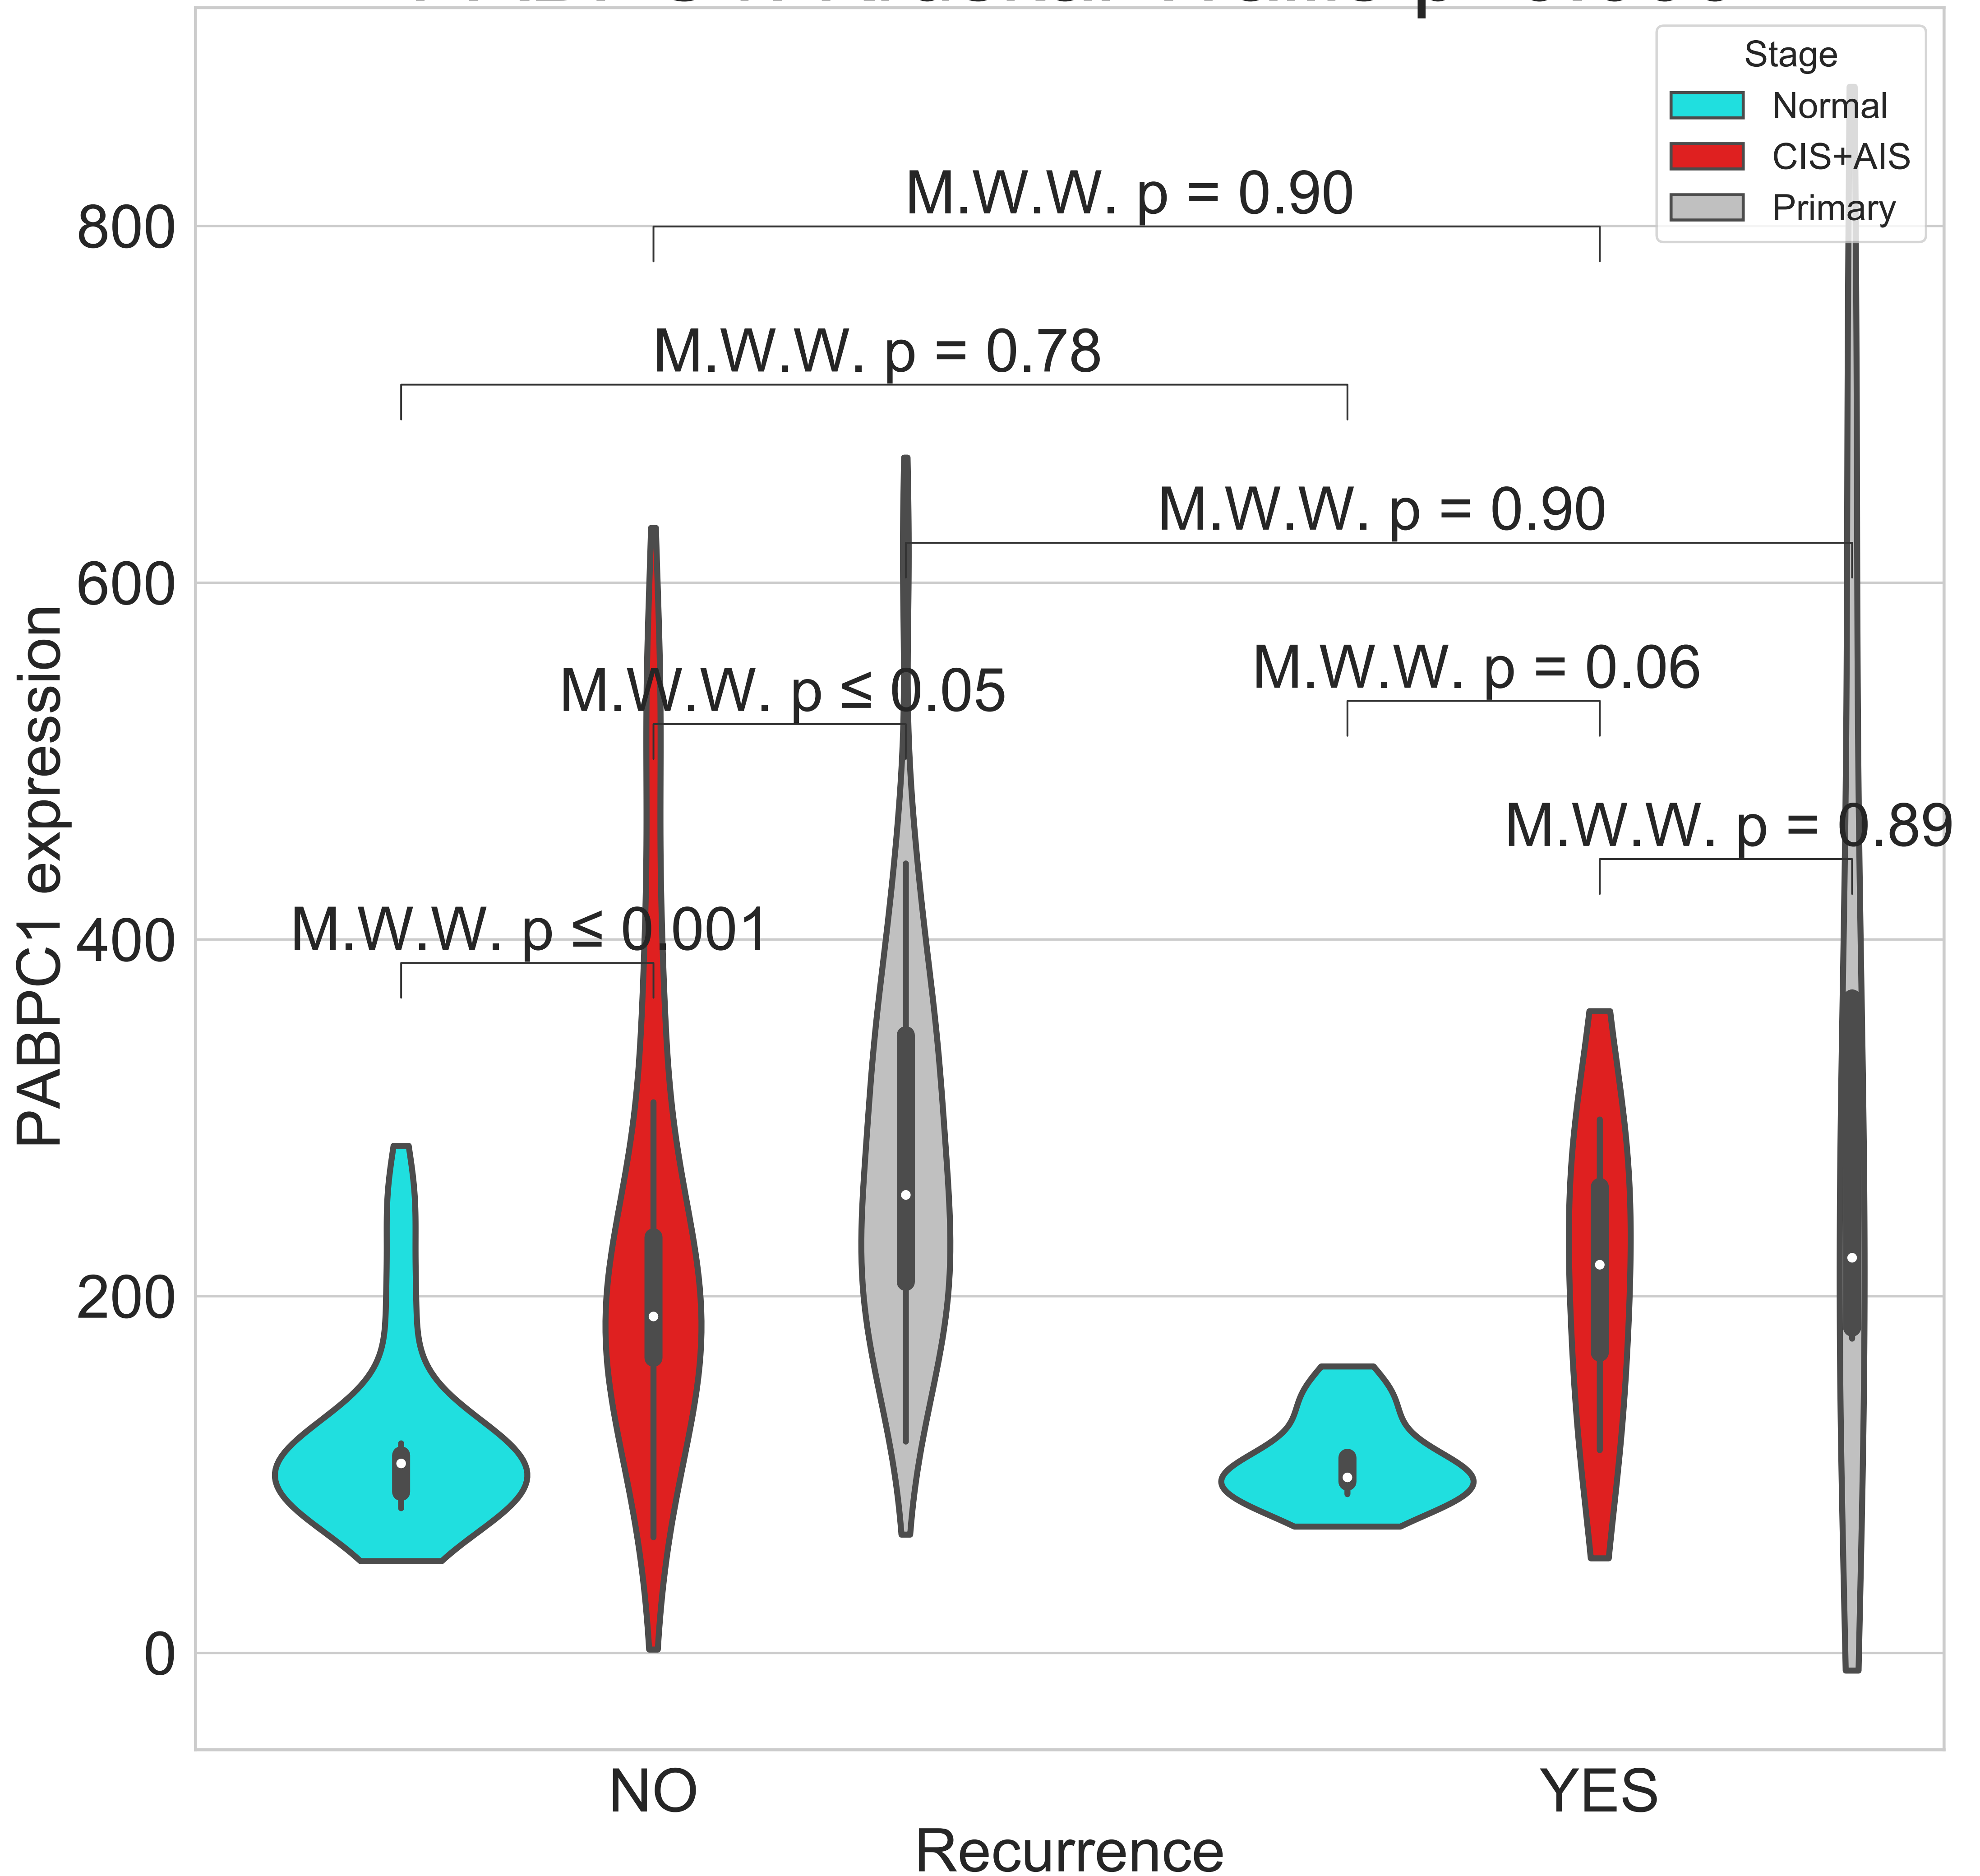 Stage
Normal
CIS+AIS
Primary
M.W.W. p = 0.90
800
M.W.W. p = 0.78
M.W.W. p = 0.90
600
M.W.W. p = 0.06
M.W.W. p ≤ 0.05
M.W.W. p = 0.89
M.W.W. p ≤ 0.001
400
PABPC1 expression
200
0
NO
YES
Recurrence